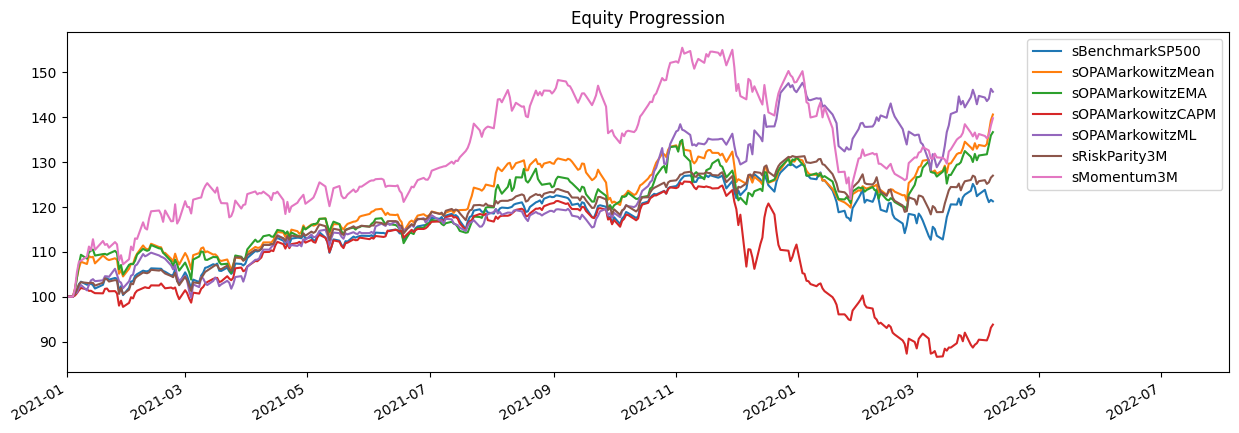 Equity Progression
150
140
130
120
110
100
90
sBenchmarkSP500
sOPAMarkowitzMean
sOPAMarkowitzEMA
sOPAMarkowitzCAPM
sOPAMarkowitzML
sRiskParity3M
sMomentum3M
2021-01
2021-03
2021-05
2021-07
2021-09
2021-11
2022-01
2022-03
2022-05
2022-07